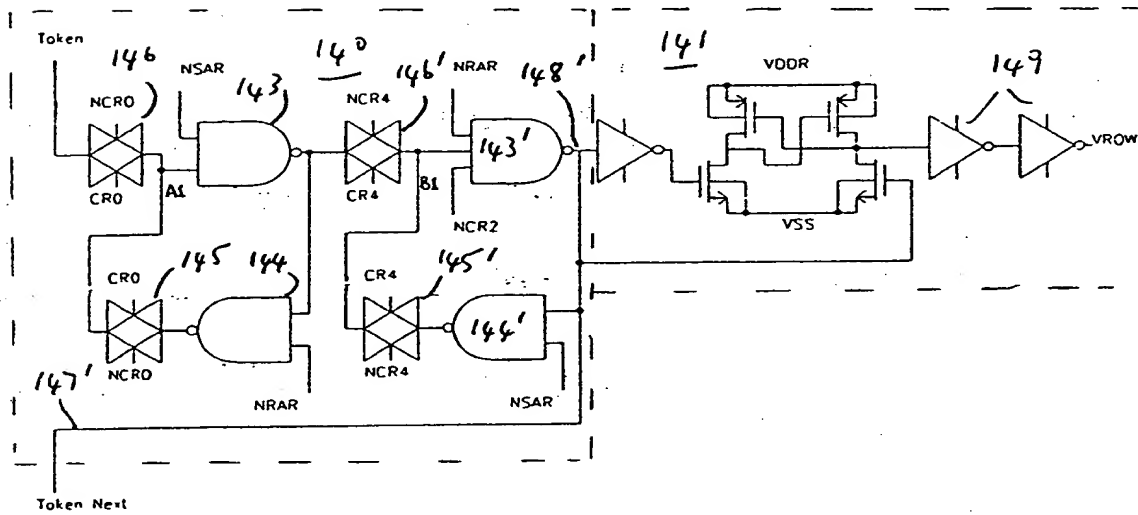 Token
146
NSAR
143
140
NCR4
146'
NRAR
148'
141
VDDR
149
NCR0
143'
VROW
CR0
A1
CR4
B1
NCR2
VSS
CR0
145
144
CR4
145'
144'
NCR0
NCR4
147'
NRAR
NSAR
Token Next